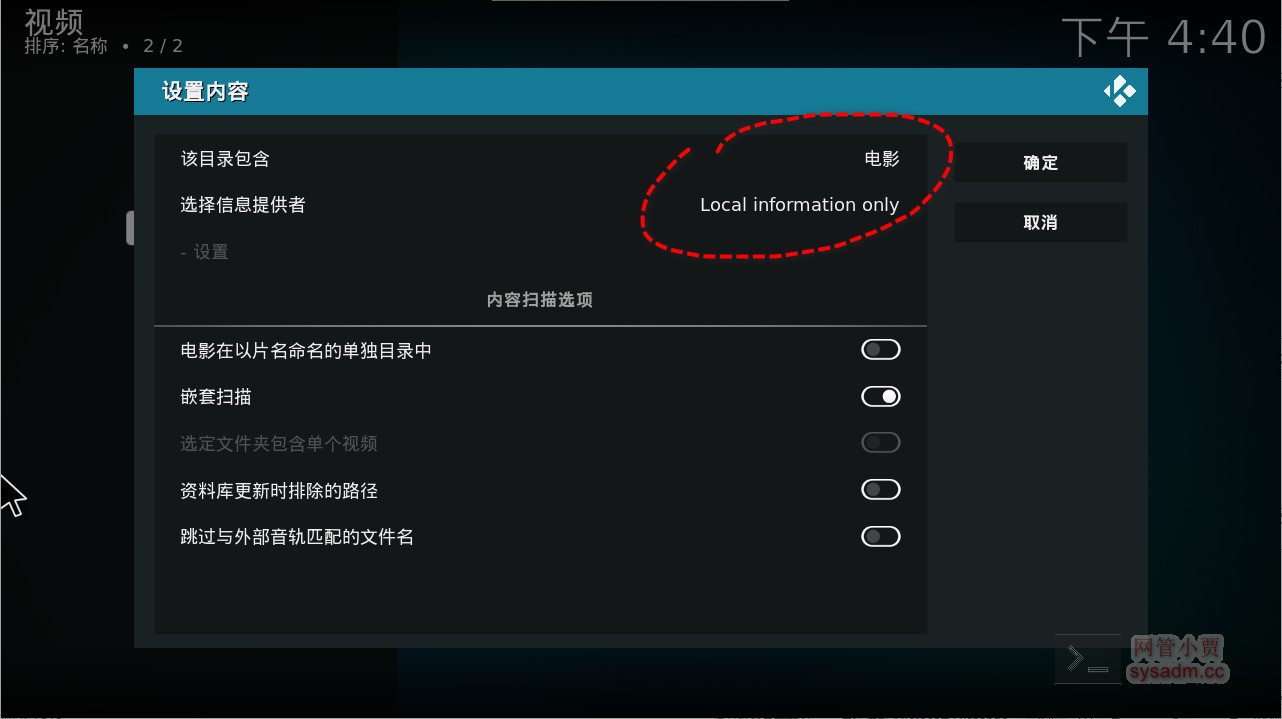 视频
排序: 名称 • 2 / 2
下午 4:40
设置内容
该目录包含
电影
选择信息提供者
Local information only
- 设置
内容扫描选项
电影在以片名命名的单独目录中
嵌套扫描
选定文件夹包含单个视频
资料库更新时排除的路径
跳过与外部音轨匹配的文件名
确定
取消
网管小贾
sysadm.cc